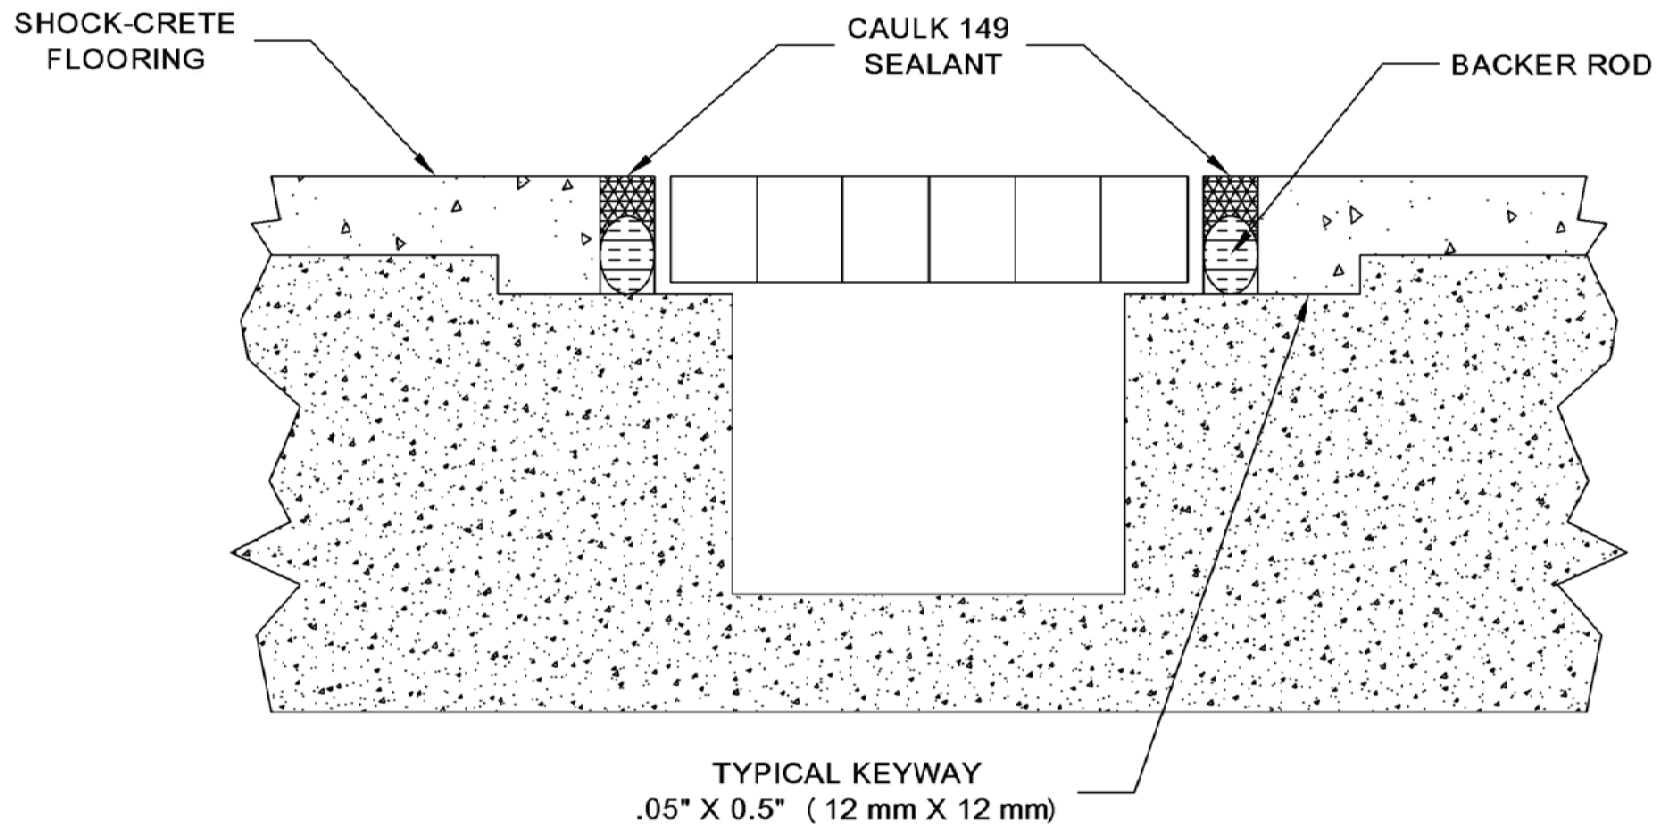 SHOCK-CRETE
FLOORING
CAULK 149
SEALANT
BACKER ROD
TYPICAL KEYWAY
.05" X 0.5" ( 12 mm X 12 mm)